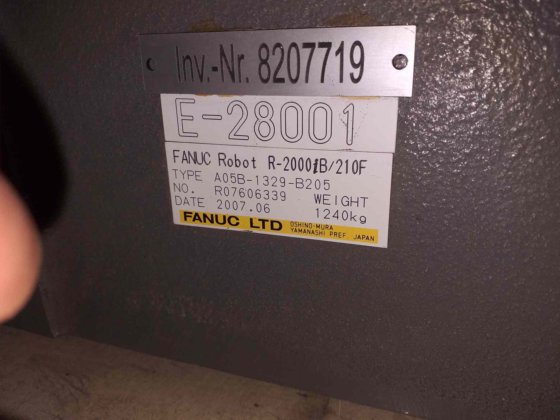 Inv.-Nr. 8207719
E-28001
FANUC Robot R-2000iB/210F
TYPE A05B-1329-B205
NO. R07606339 WEIGHT
DATE 2007.06 1240kg
FANUC LTD OSHINO-MURA
YAMANASHI PREF. JAPAN